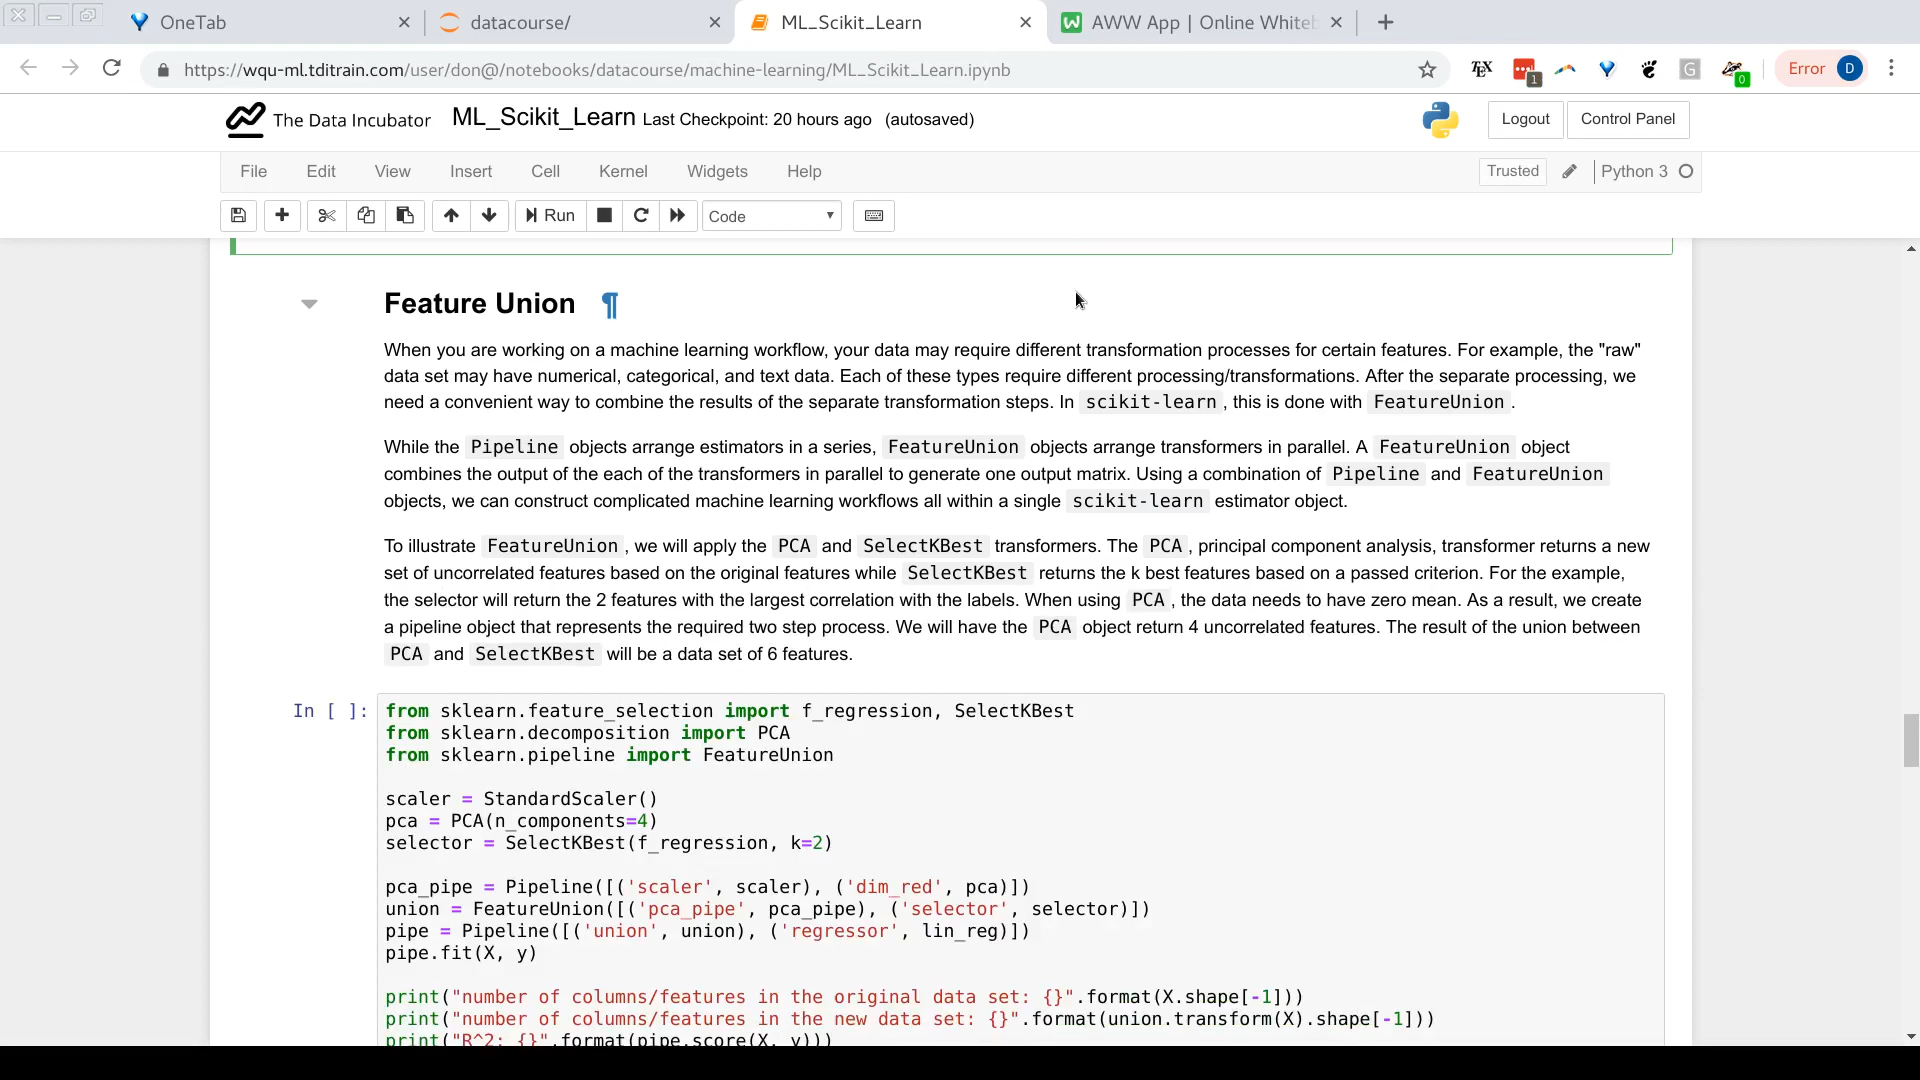 OneTab
datacourse/
ML_Scikit_Learn
AWW App | Online Whiteb
https://wqu-ml.tditrain.com/user/don@/notebooks/datacourse/machine-learning/ML_Scikit_Learn.ipynb
TEX
1
G
0
Error D
The Data Incubator
ML_Scikit_Learn Last Checkpoint: 20 hours ago (autosaved)
Logout
Control Panel
File Edit View Insert Cell Kernel Widgets Help
Trusted
Python 3
Run
Code
Feature Union ¶
When you are working on a machine learning workflow, your data may require different transformation processes for certain features. For example, the "raw"
data set may have numerical, categorical, and text data. Each of these types require different processing/transformations. After the separate processing, we
need a convenient way to combine the results of the separate transformation steps. In scikit-learn, this is done with FeatureUnion.
While the Pipeline objects arrange estimators in a series, FeatureUnion objects arrange transformers in parallel. A FeatureUnion object
combines the output of the each of the transformers in parallel to generate one output matrix. Using a combination of Pipeline and FeatureUnion
objects, we can construct complicated machine learning workflows all within a single scikit-learn estimator object.
To illustrate FeatureUnion, we will apply the PCA and SelectKBest transformers. The PCA, principal component analysis, transformer returns a new
set of uncorrelated features based on the original features while SelectKBest returns the k best features based on a passed criterion. For the example,
the selector will return the 2 features with the largest correlation with the labels. When using PCA, the data needs to have zero mean. As a result, we create
a pipeline object that represents the required two step process. We will have the PCA object return 4 uncorrelated features. The result of the union between
PCA and SelectKBest will be a data set of 6 features.
In [ ]:
from sklearn.feature_selection import f_regression, SelectKBest
from sklearn.decomposition import PCA
from sklearn.pipeline import FeatureUnion
scaler = StandardScaler()
pca = PCA(n_components=4)
selector = SelectKBest(f_regression, k=2)
pca_pipe = Pipeline([('scaler', scaler), ('dim_red', pca)])
union = FeatureUnion([('pca_pipe', pca_pipe), ('selector', selector)])
pipe = Pipeline([('union', union), ('regressor', lin_reg)])
pipe.fit(X, y)
print("number of columns/features in the original data set: {}".format(X.shape[-1]))
print("number of columns/features in the new data set: {}".format(union.transform(X).shape[-1]))
print("R^2: {}".format(pipe.score(X, y)))